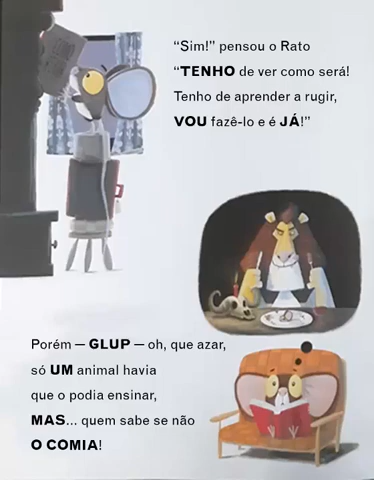 “Sim!” pensou o Rato
“TENHO de ver como será!
Tenho de aprender a rugir,
VOU fazê-lo e é JÁ!”
Porém — GLUP — oh, que azar,
só UM animal havia
que o podia ensinar,
MAS... quem sabe se não
O COMIA!